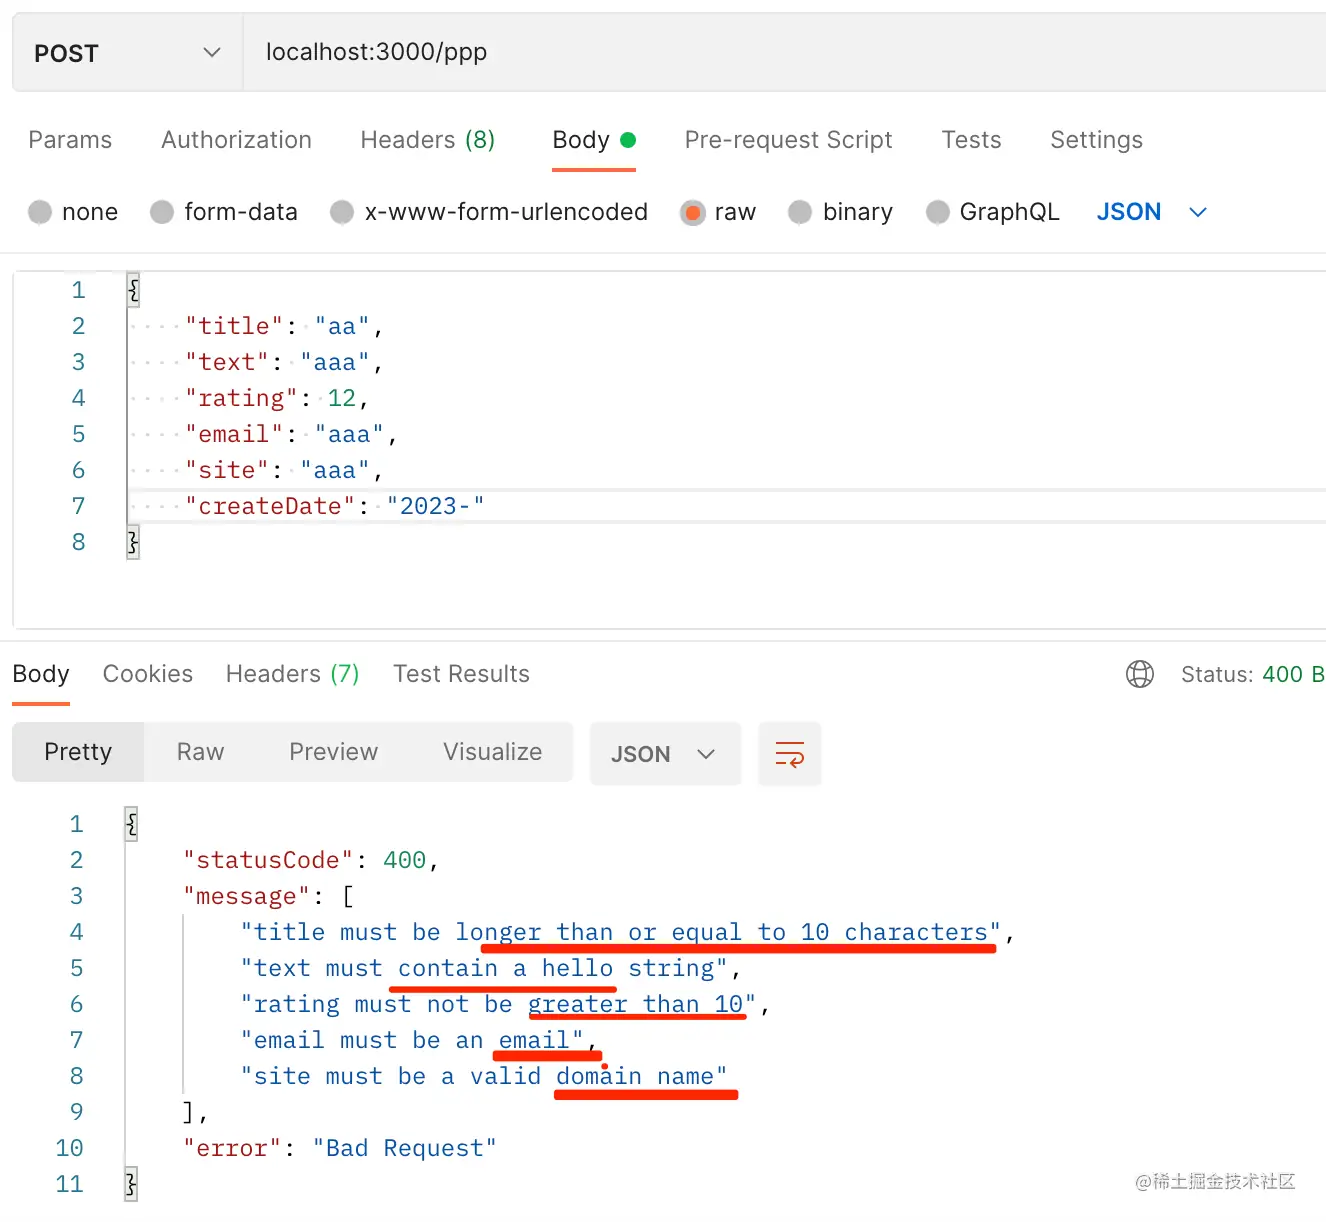 POST localhost:3000/ppp
Params Authorization Headers (8) Body Pre-request Script Tests Settings
none form-data x-www-form-urlencoded raw binary GraphQL JSON
1 {
2 "title": "aa",
3 "text": "aaa",
4 "rating": 12,
5 "email": "aaa",
6 "site": "aaa",
7 "createDate": "2023-"
8 }
Body Cookies Headers (7) Test Results Status: 400 B
Pretty Raw Preview Visualize JSON
1 {
2 "statusCode": 400,
3 "message": [
4 "title must be longer than or equal to 10 characters",
5 "text must contain a hello string",
6 "rating must not be greater than 10",
7 "email must be an email",
8 "site must be a valid domain name"
9 ],
10 "error": "Bad Request"
11 }
@稀土掘金技术社区